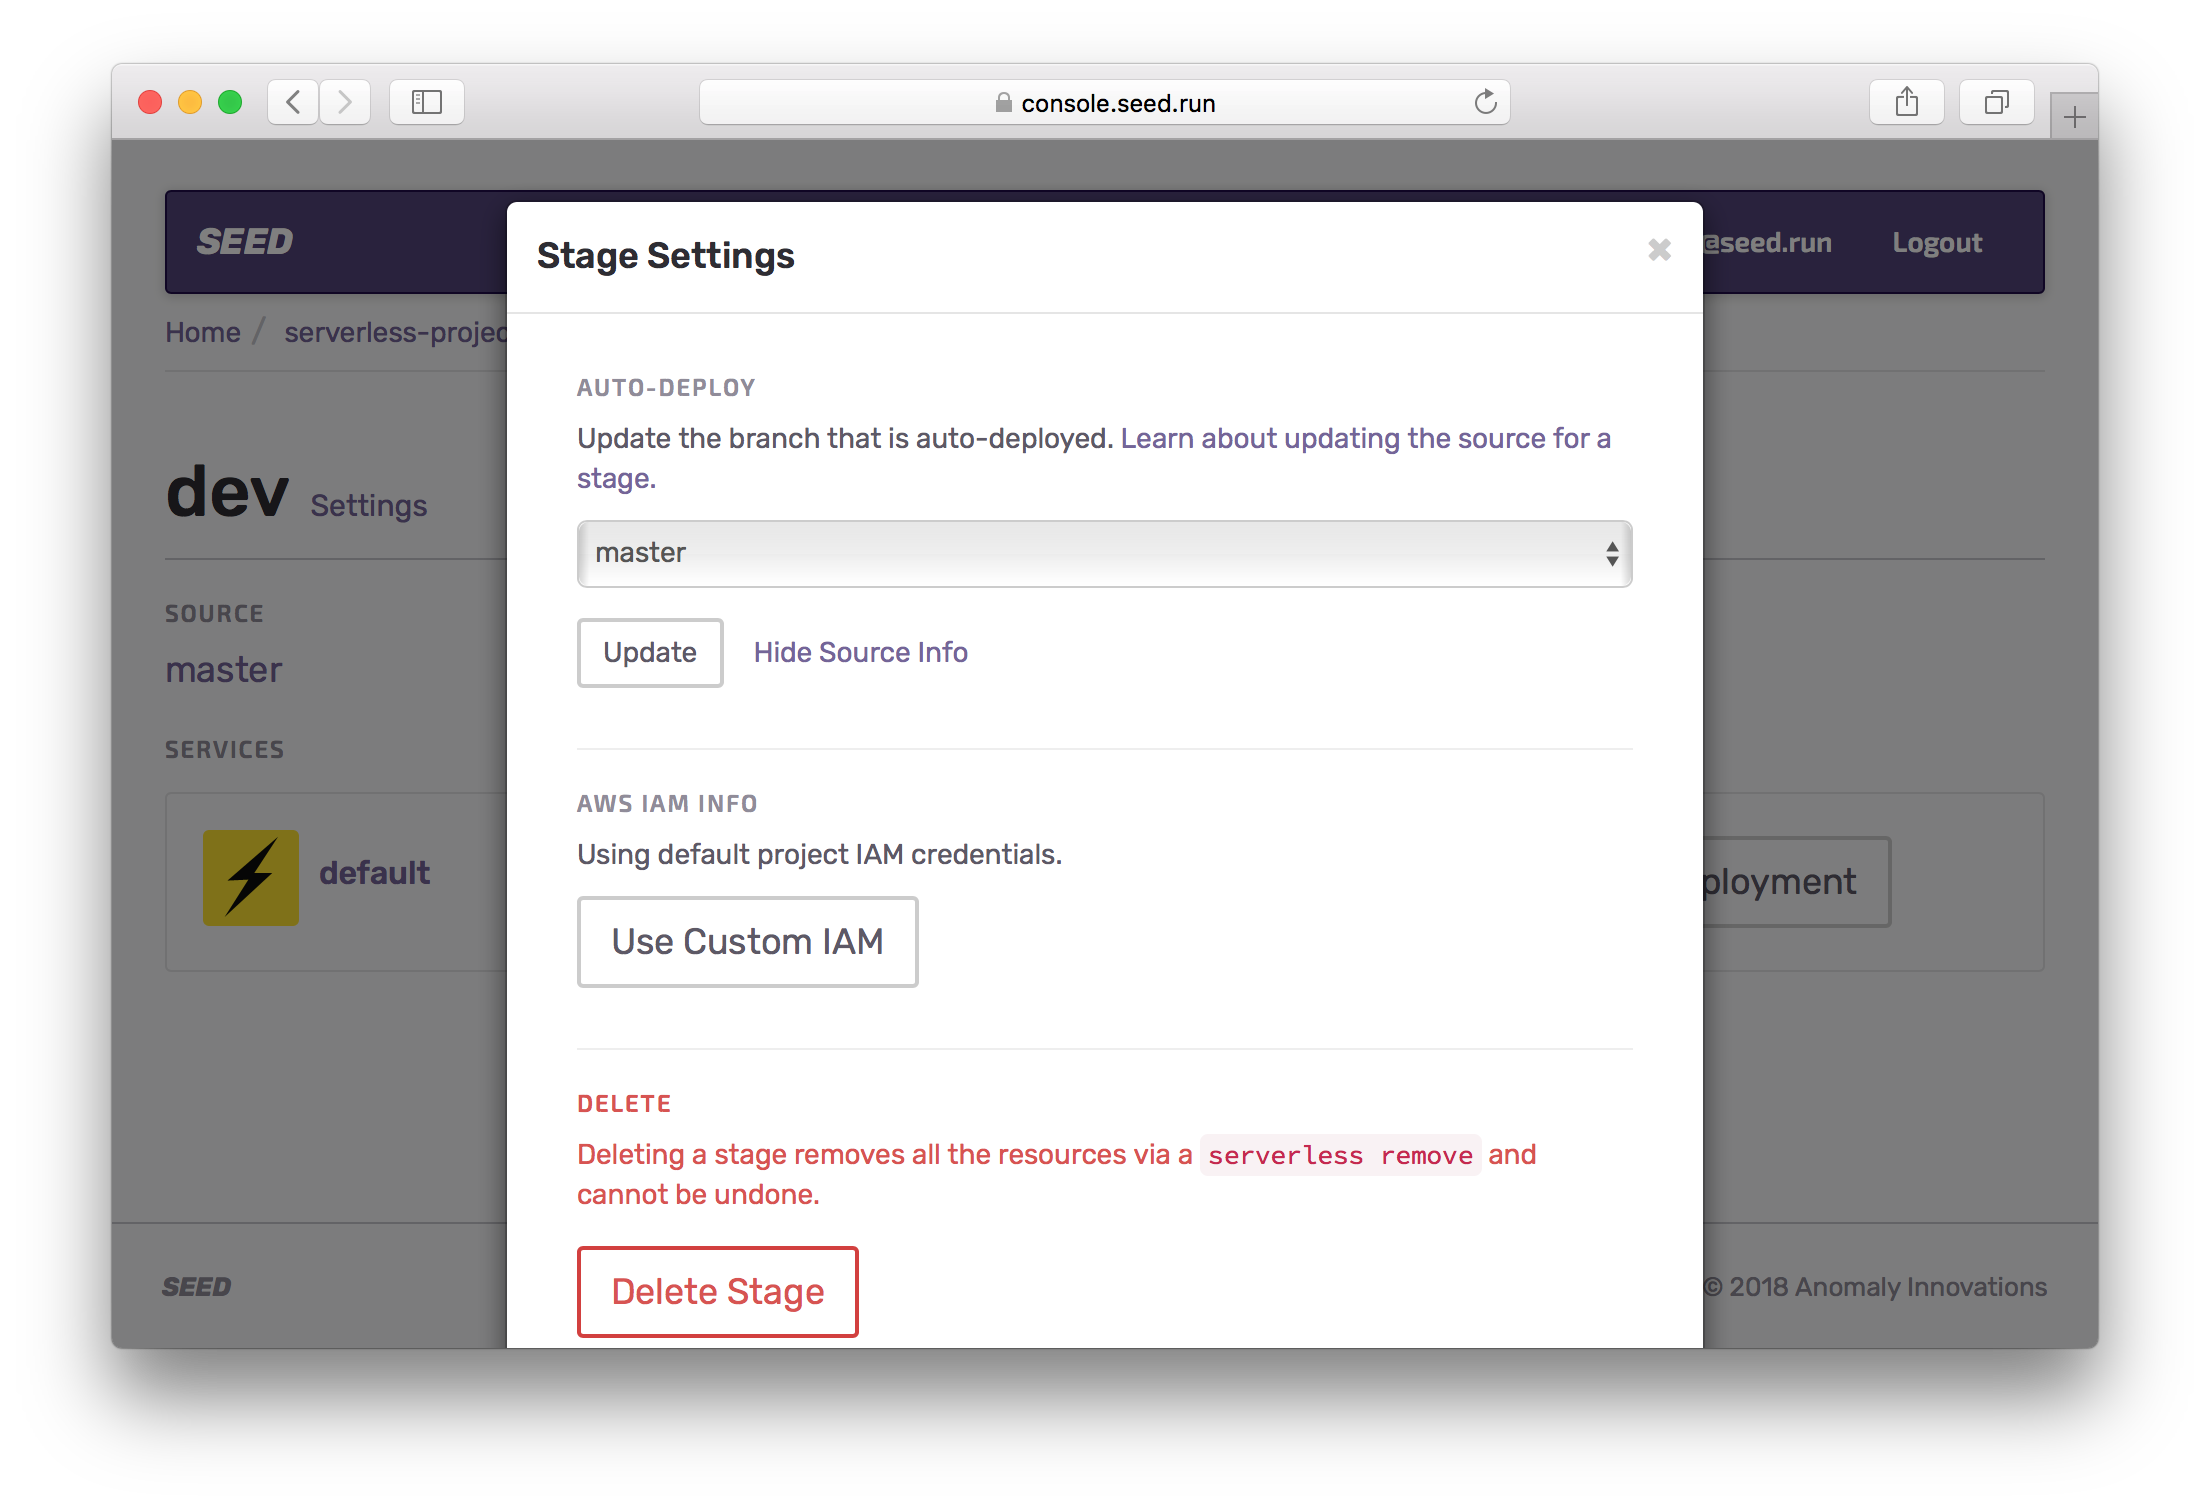 console.seed.run
SEED
@seed.run
Logout
Home / serverless-projec
dev Settings
SOURCE
master
SERVICES
default
ployment
Stage Settings
AUTO-DEPLOY
Update the branch that is auto-deployed. Learn about updating the source for a
stage.
master
Update
Hide Source Info
AWS IAM INFO
Using default project IAM credentials.
Use Custom IAM
DELETE
Deleting a stage removes all the resources via a serverless remove and
cannot be undone.
Delete Stage
SEED
© 2018 Anomaly Innovations